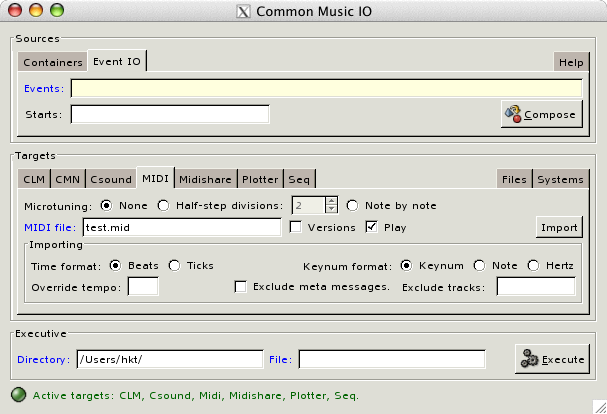 Common Music IO
Sources
Containers Event IO Help
Events:
Starts: Compose
Targets
CLM CMN Csound MIDI Midishare Plotter Seq Files Systems
Microtuning: None Half-step divisions: 2 Note by note
MIDI file: test.mid Versions Play Import
Importing
Time format: Beats Ticks Keynum format: Keynum Note Hertz
Override tempo: Exclude meta messages. Exclude tracks:
Executive
Directory: /Users/hkt/ File: Execute
Active targets: CLM, Csound, Midi, Midishare, Plotter, Seq.